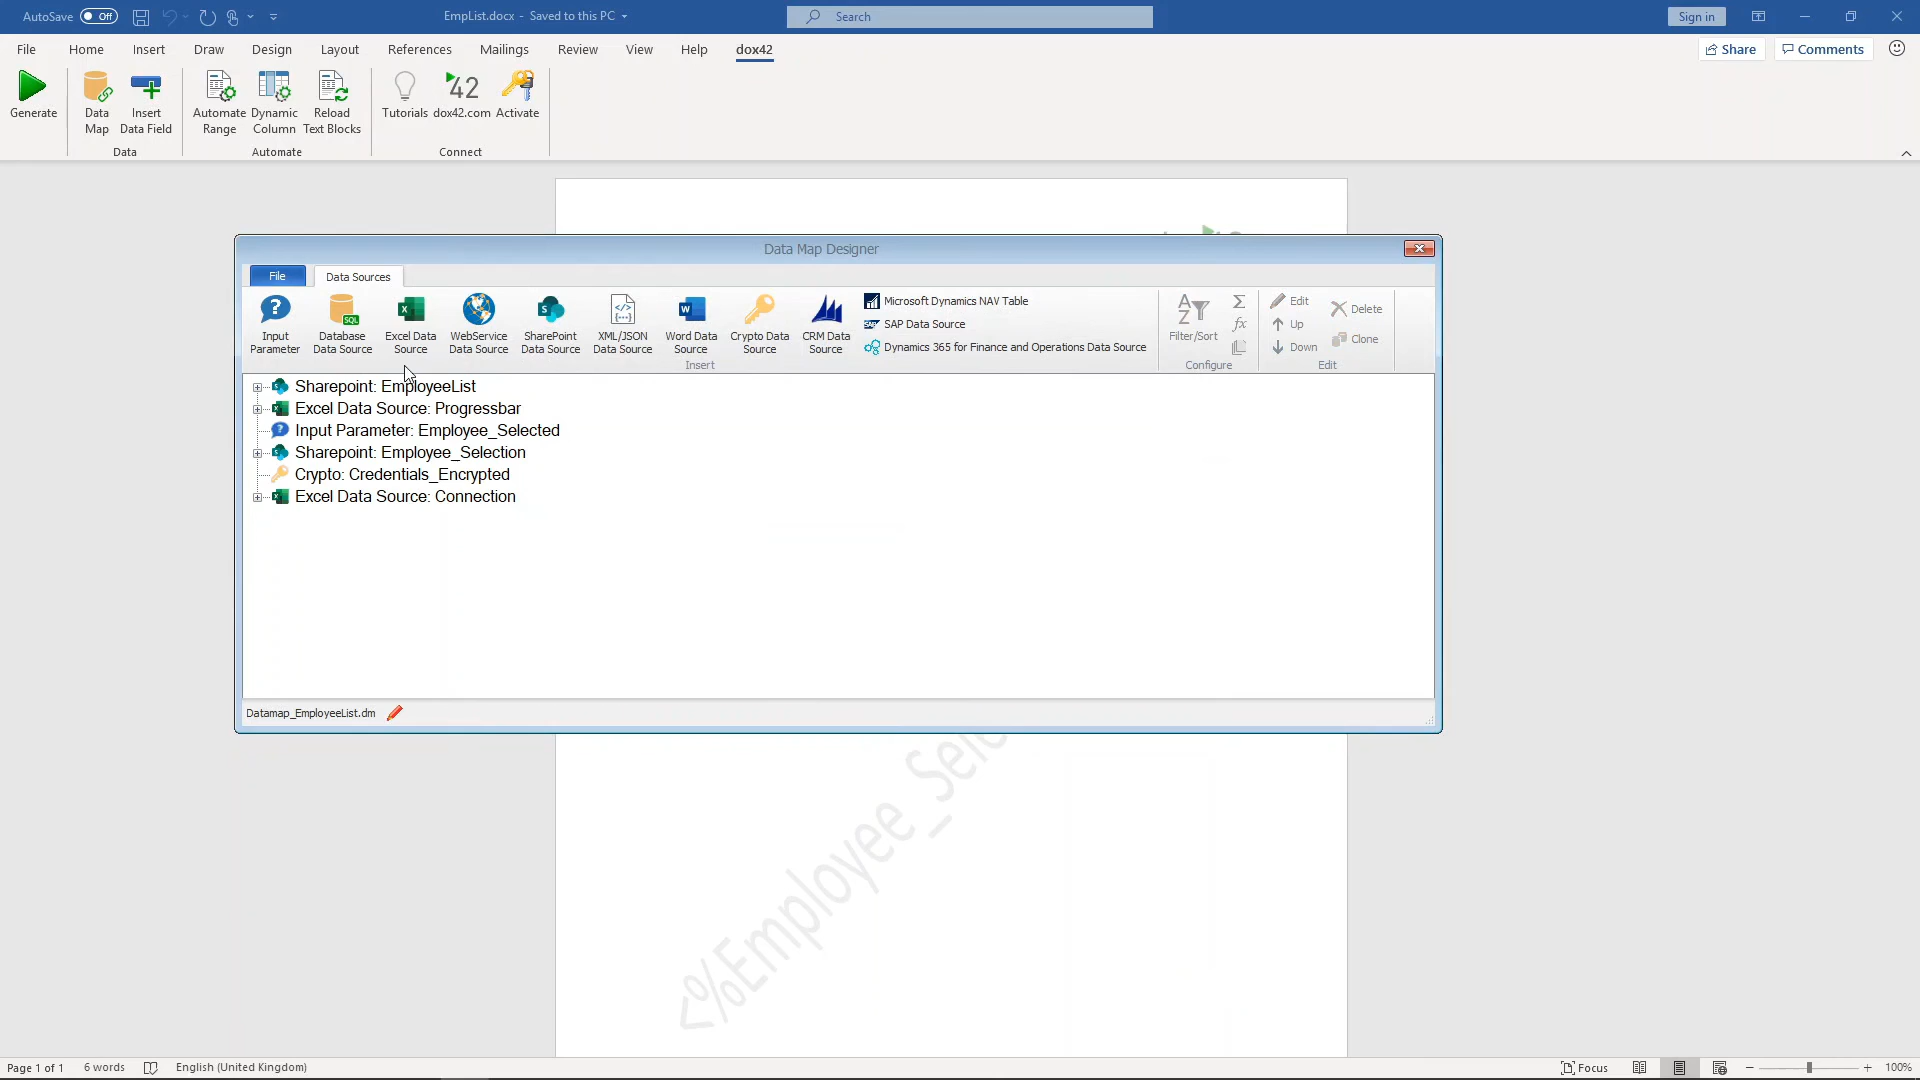 AutoSave Off EmpList.docx - Saved to this PC Search Sign in
File Home Insert Draw Design Layout References Mailings Review View Help dox42 Share Comments
Generate
Data Map
Insert Data Field
Automate Range
Dynamic Column
Reload Text Blocks
Tutorials
42
dox42.com
Activate
Data Automate Connect
Data Map Designer
File Data Sources
Input Parameter
Database Data Source
SQL
Excel Data Source
WebService Data Source
SharePoint Data Source
XML/JSON Data Source
Word Data Source
Crypto Data Source
CRM Data Source
Microsoft Dynamics NAV Table
SAP Data Source
Dynamics 365 for Finance and Operations Data Source
Insert
Filter/Sort
Configure
Edit Delete
Up
Down Clone
Edit
Sharepoint: EmployeeList
Excel Data Source: Progressbar
Input Parameter: Employee_Selected
Sharepoint: Employee_Selection
Crypto: Credentials_Encrypted
Excel Data Source: Connection
Datamap_EmployeeList.dm
<%Employee_Sele
Page 1 of 1 6 words English (United Kingdom) Focus 100%